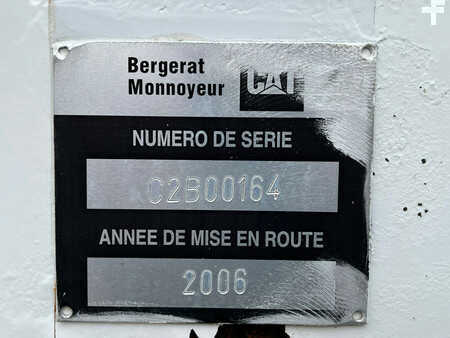 Bergerat
Monnoyeur
CAT
NUMERO DE SERIE
C2B00164
ANNEE DE MISE EN ROUTE
2006